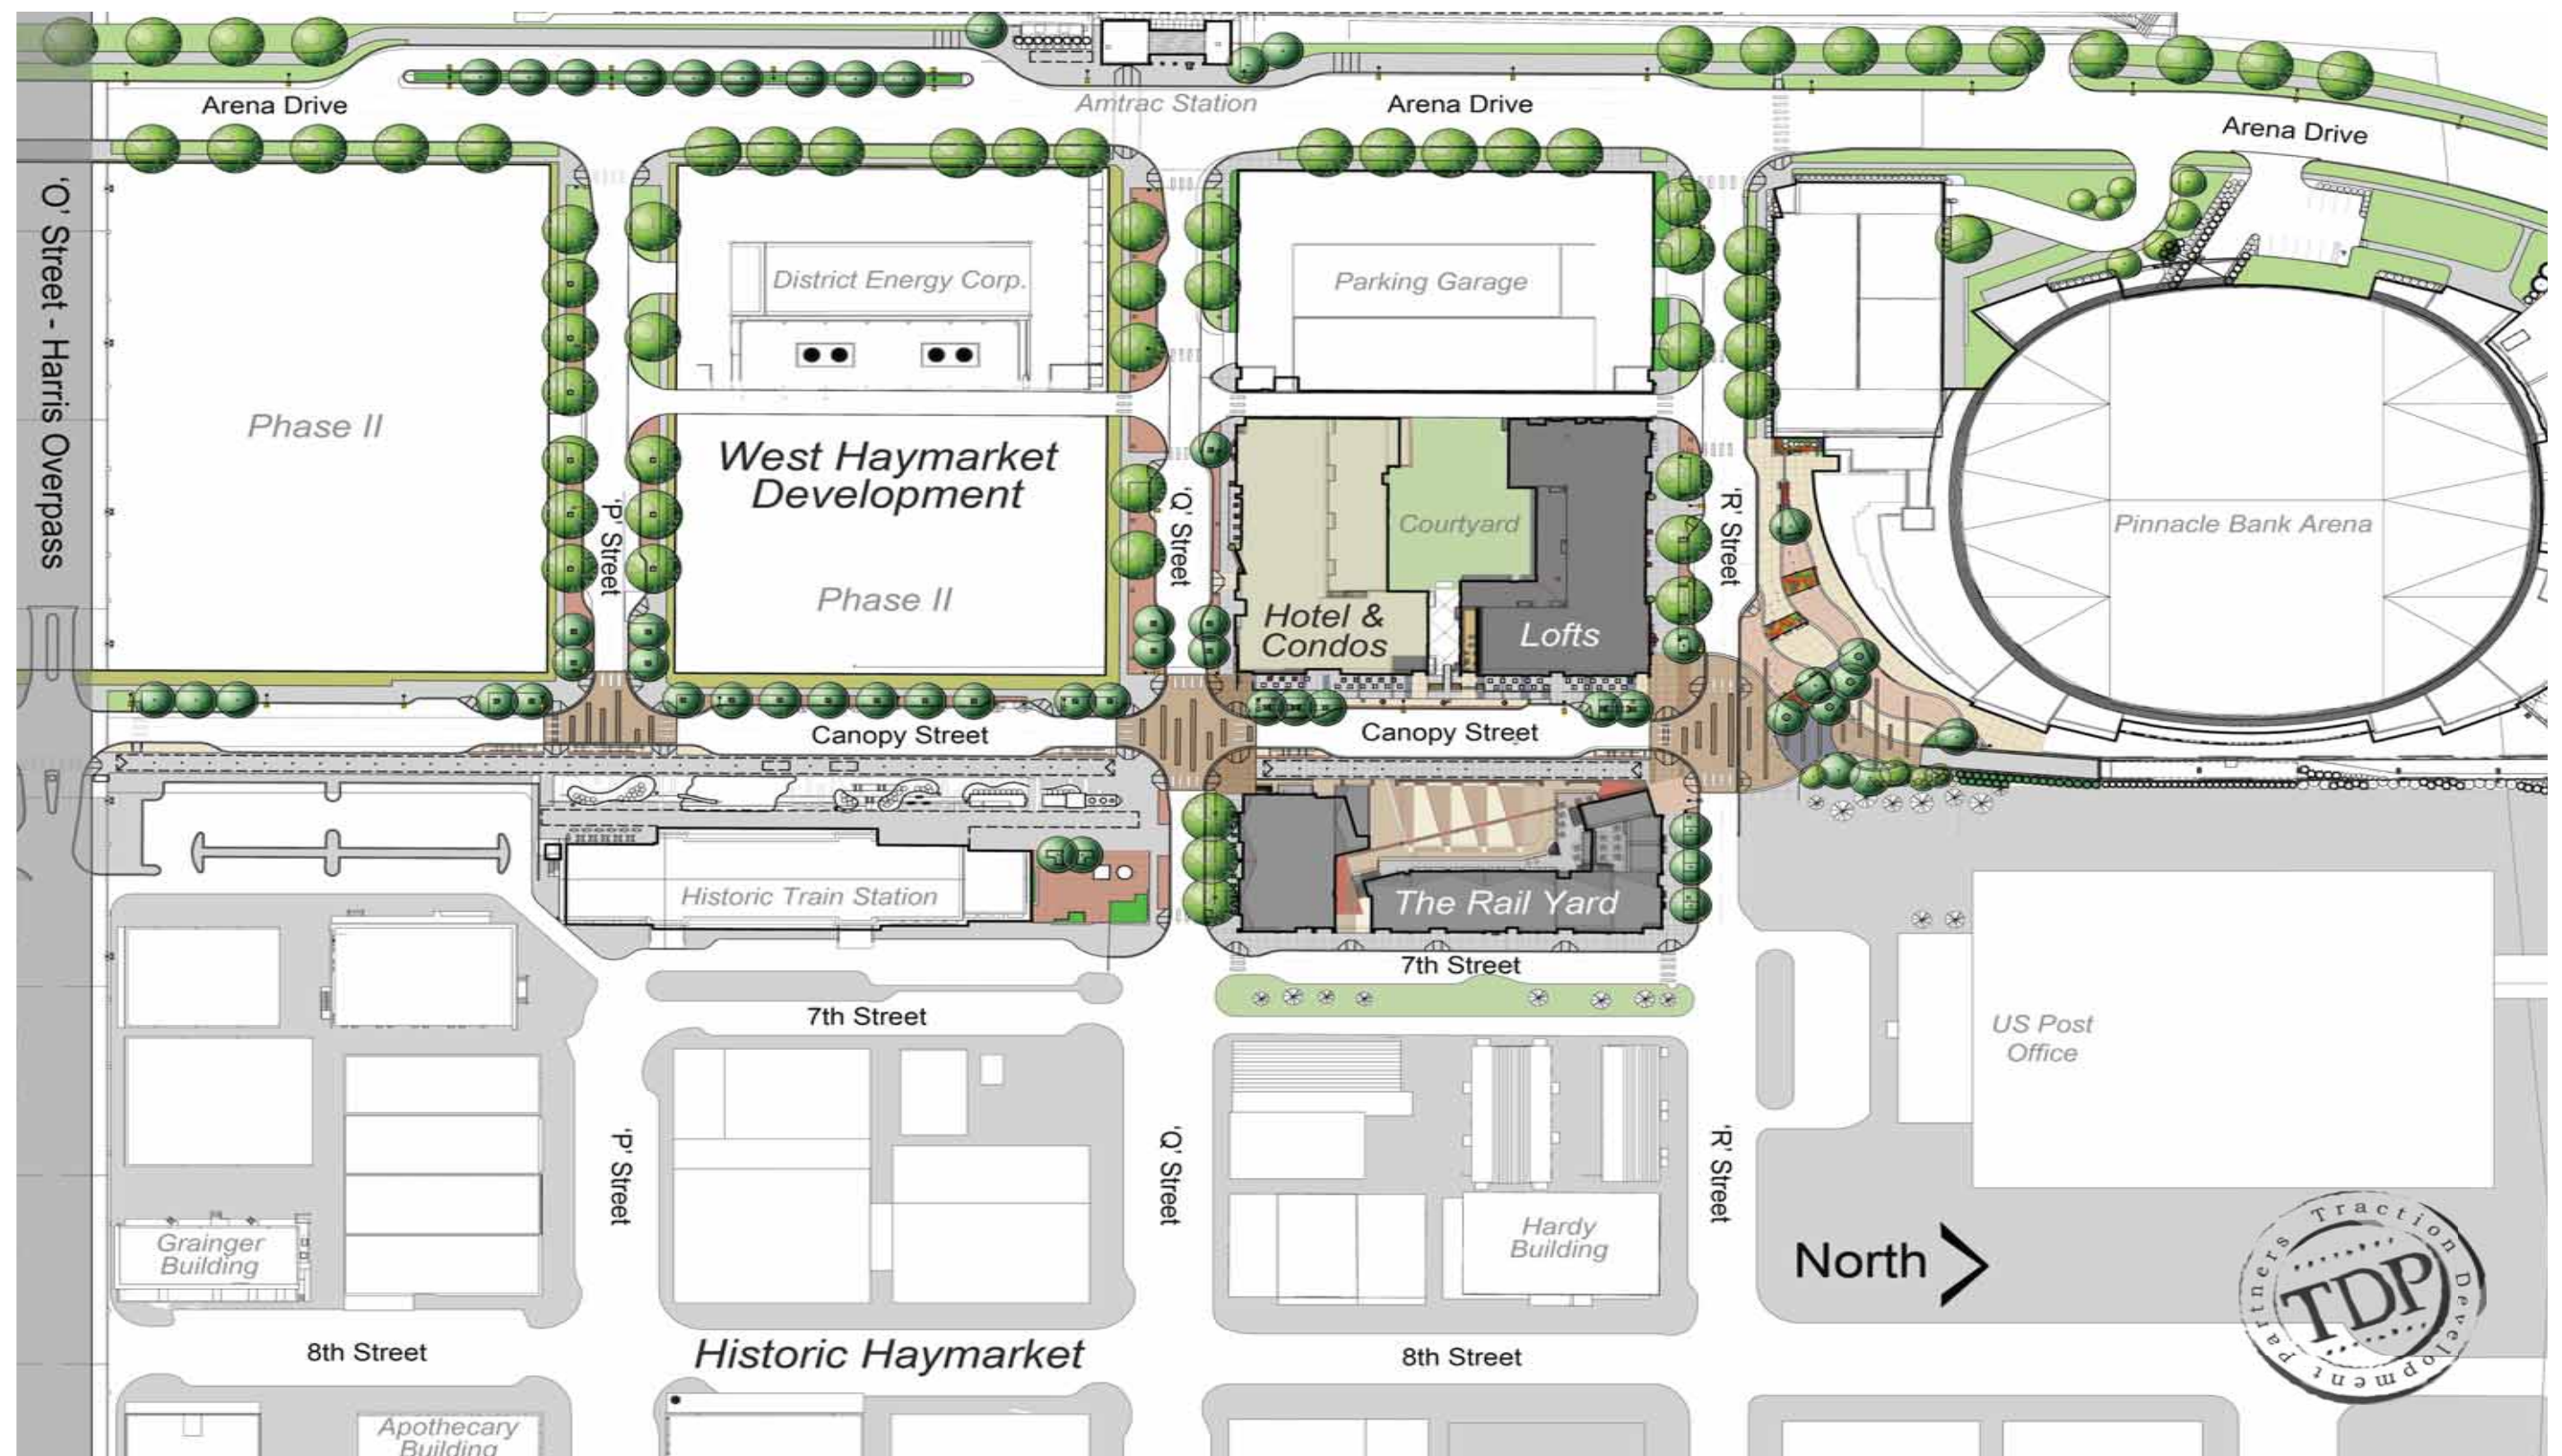 Arena Drive
Amtrac Station
Arena Drive
Arena Drive
'O' Street - Harris Overpass
District Energy Corp.
Parking Garage
Phase II
West Haymarket
Development
Phase II
'P' Street
'Q' Street
Courtyard
'R' Street
Pinnacle Bank Arena
Hotel &
Condos
Lofts
Canopy Street
Canopy Street
Historic Train Station
The Rail Yard
7th Street
7th Street
US Post
Office
'P' Street
'Q' Street
'R' Street
Grainger
Building
Hardy
Building
North
Traction Development Partners
TDP
8th Street
Historic Haymarket
8th Street
Apothecary
Building